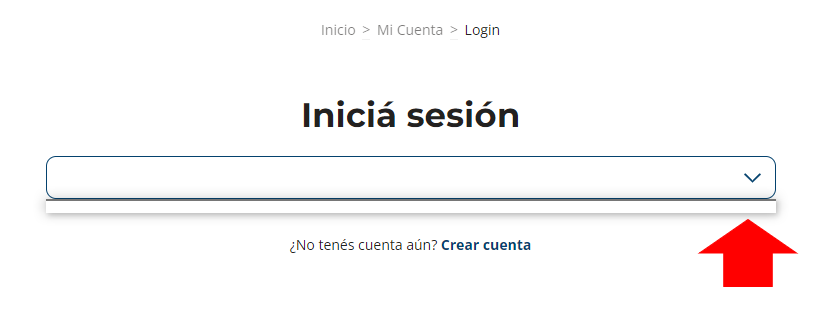 Inicio > Mi Cuenta > Login
Iniciá sesión
¿No tenés cuenta aún? Crear cuenta